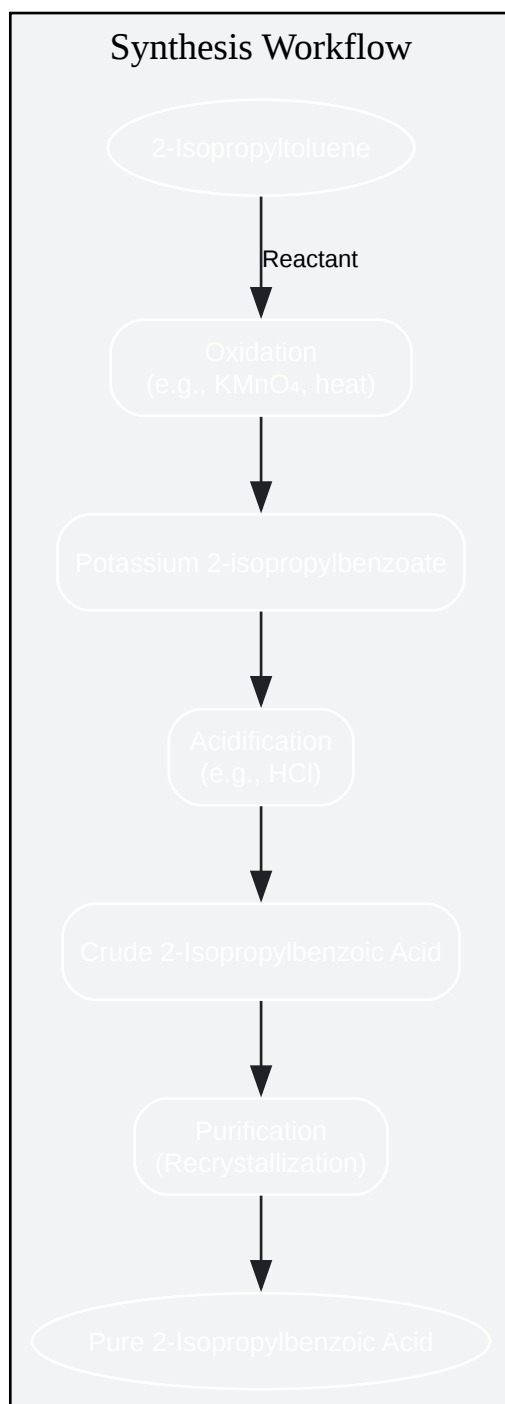 Synthesis Workflow
2-Isopropyltoluene
Reactant
Oxidation
(e.g., KMnO₄, heat)
Potassium 2-isopropylbenzoate
Acidification
(e.g., HCl)
Crude 2-Isopropylbenzoic Acid
Purification
(Recrystallization)
Pure 2-Isopropylbenzoic Acid